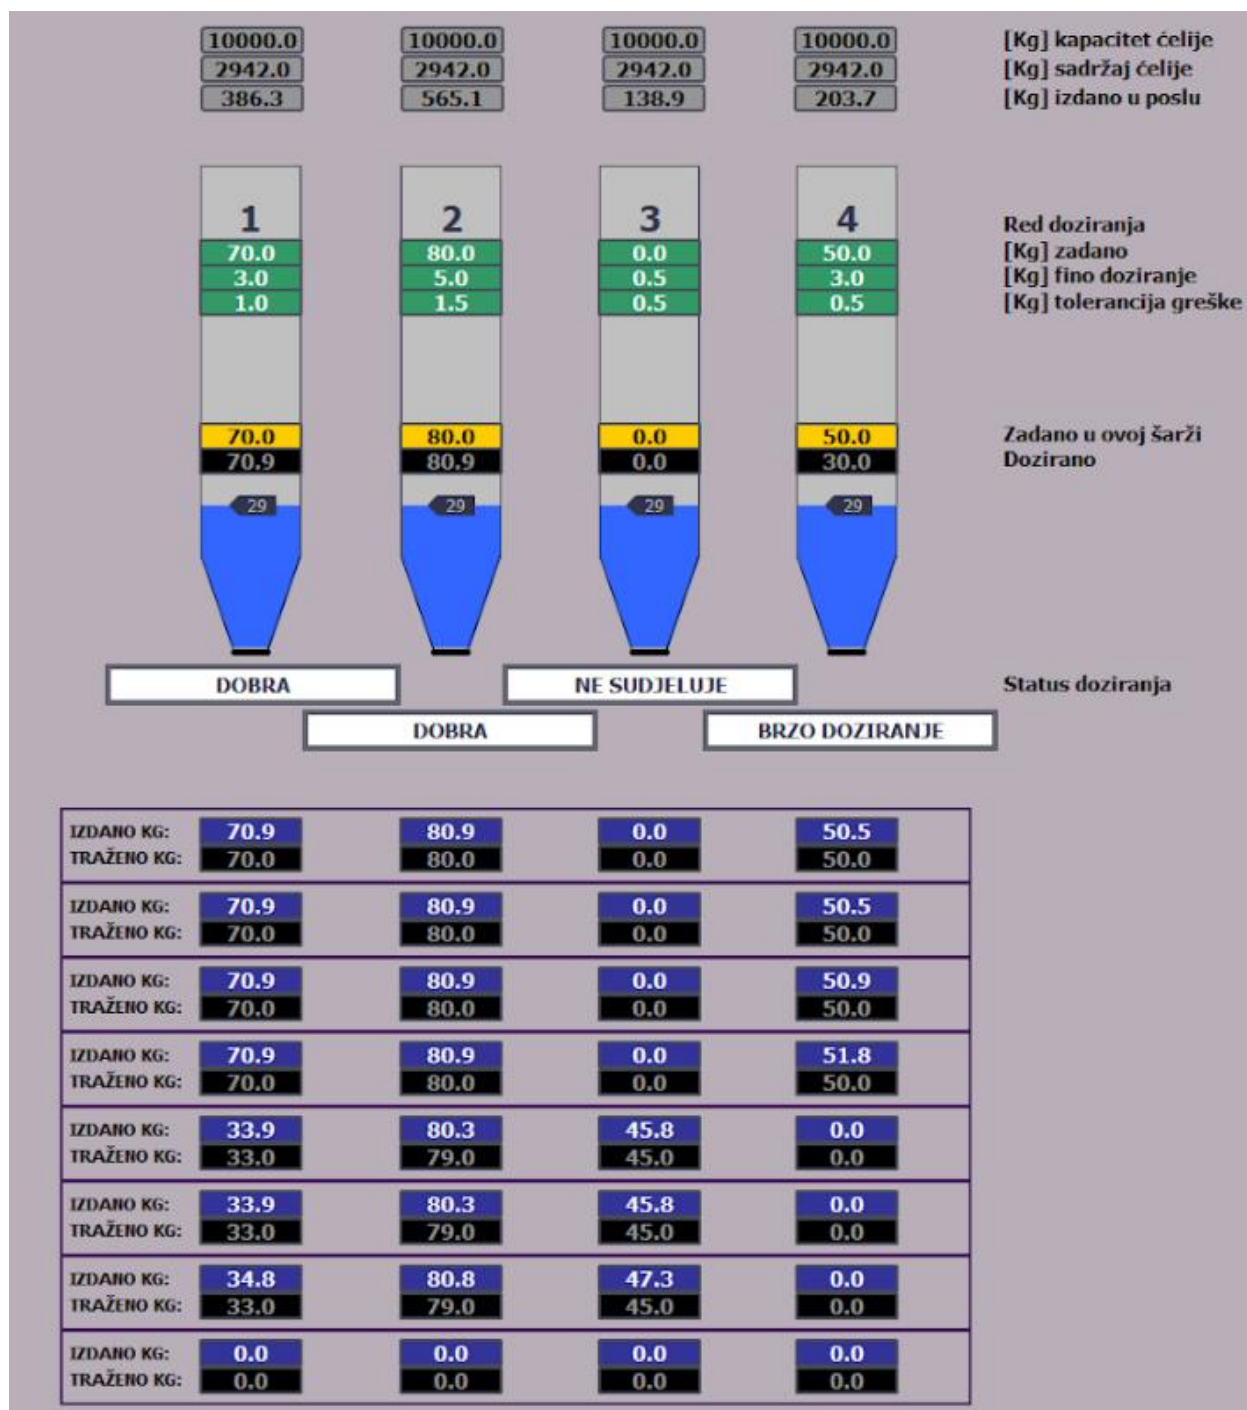 10000.0 10000.0 10000.0 10000.0 [Kg] kapacitet ćelije
2942.0 2942.0 2942.0 2942.0 [Kg] sadržaj ćelije
386.3 565.1 138.9 203.7 [Kg] izdano u poslu
1 2 3 4 Red doziranja
70.0 80.0 0.0 50.0 [Kg] zadano
3.0 5.0 0.5 3.0 [Kg] fino doziranje
1.0 1.5 0.5 0.5 [Kg] tolerancija greške
70.0 80.0 0.0 50.0 Zadano u ovoj šarži
70.9 80.9 0.0 30.0 Dozirano
29 29 29 29
DOBRA NE SUDJELUJE Status doziranja
DOBRA BRZO DOZIRANJE
IZDANO KG: 70.9 80.9 0.0 50.5
TRAŽENO KG: 70.0 80.0 0.0 50.0
IZDANO KG: 70.9 80.9 0.0 50.5
TRAŽENO KG: 70.0 80.0 0.0 50.0
IZDANO KG: 70.9 80.9 0.0 50.9
TRAŽENO KG: 70.0 80.0 0.0 50.0
IZDANO KG: 70.9 80.9 0.0 51.8
TRAŽENO KG: 70.0 80.0 0.0 50.0
IZDANO KG: 33.9 80.3 45.8 0.0
TRAŽENO KG: 33.0 79.0 45.0 0.0
IZDANO KG: 33.9 80.3 45.8 0.0
TRAŽENO KG: 33.0 79.0 45.0 0.0
IZDANO KG: 34.8 80.8 47.3 0.0
TRAŽENO KG: 33.0 79.0 45.0 0.0
IZDANO KG: 0.0 0.0 0.0 0.0
TRAŽENO KG: 0.0 0.0 0.0 0.0